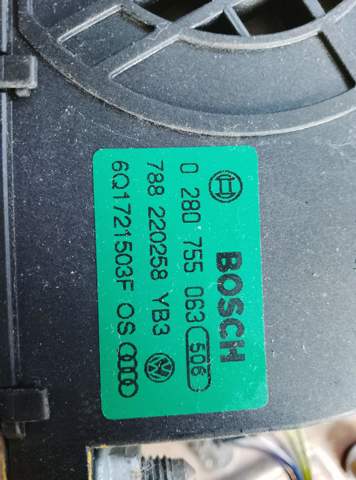 BOSCH
0 280 755 063 506
788 220258 YB3
6Q1721503F OS